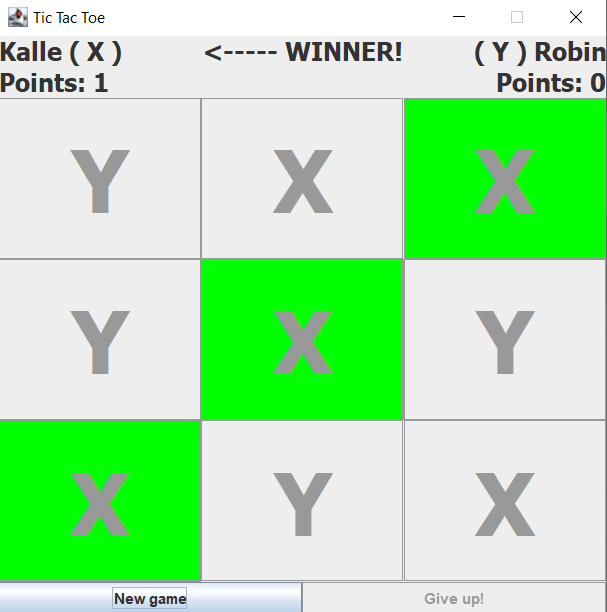 Tic Tac Toe
Kalle ( X ) <----- WINNER! ( Y ) Robin
Points: 1 Points: 0
Y X X
Y X Y
X Y X
New game Give up!